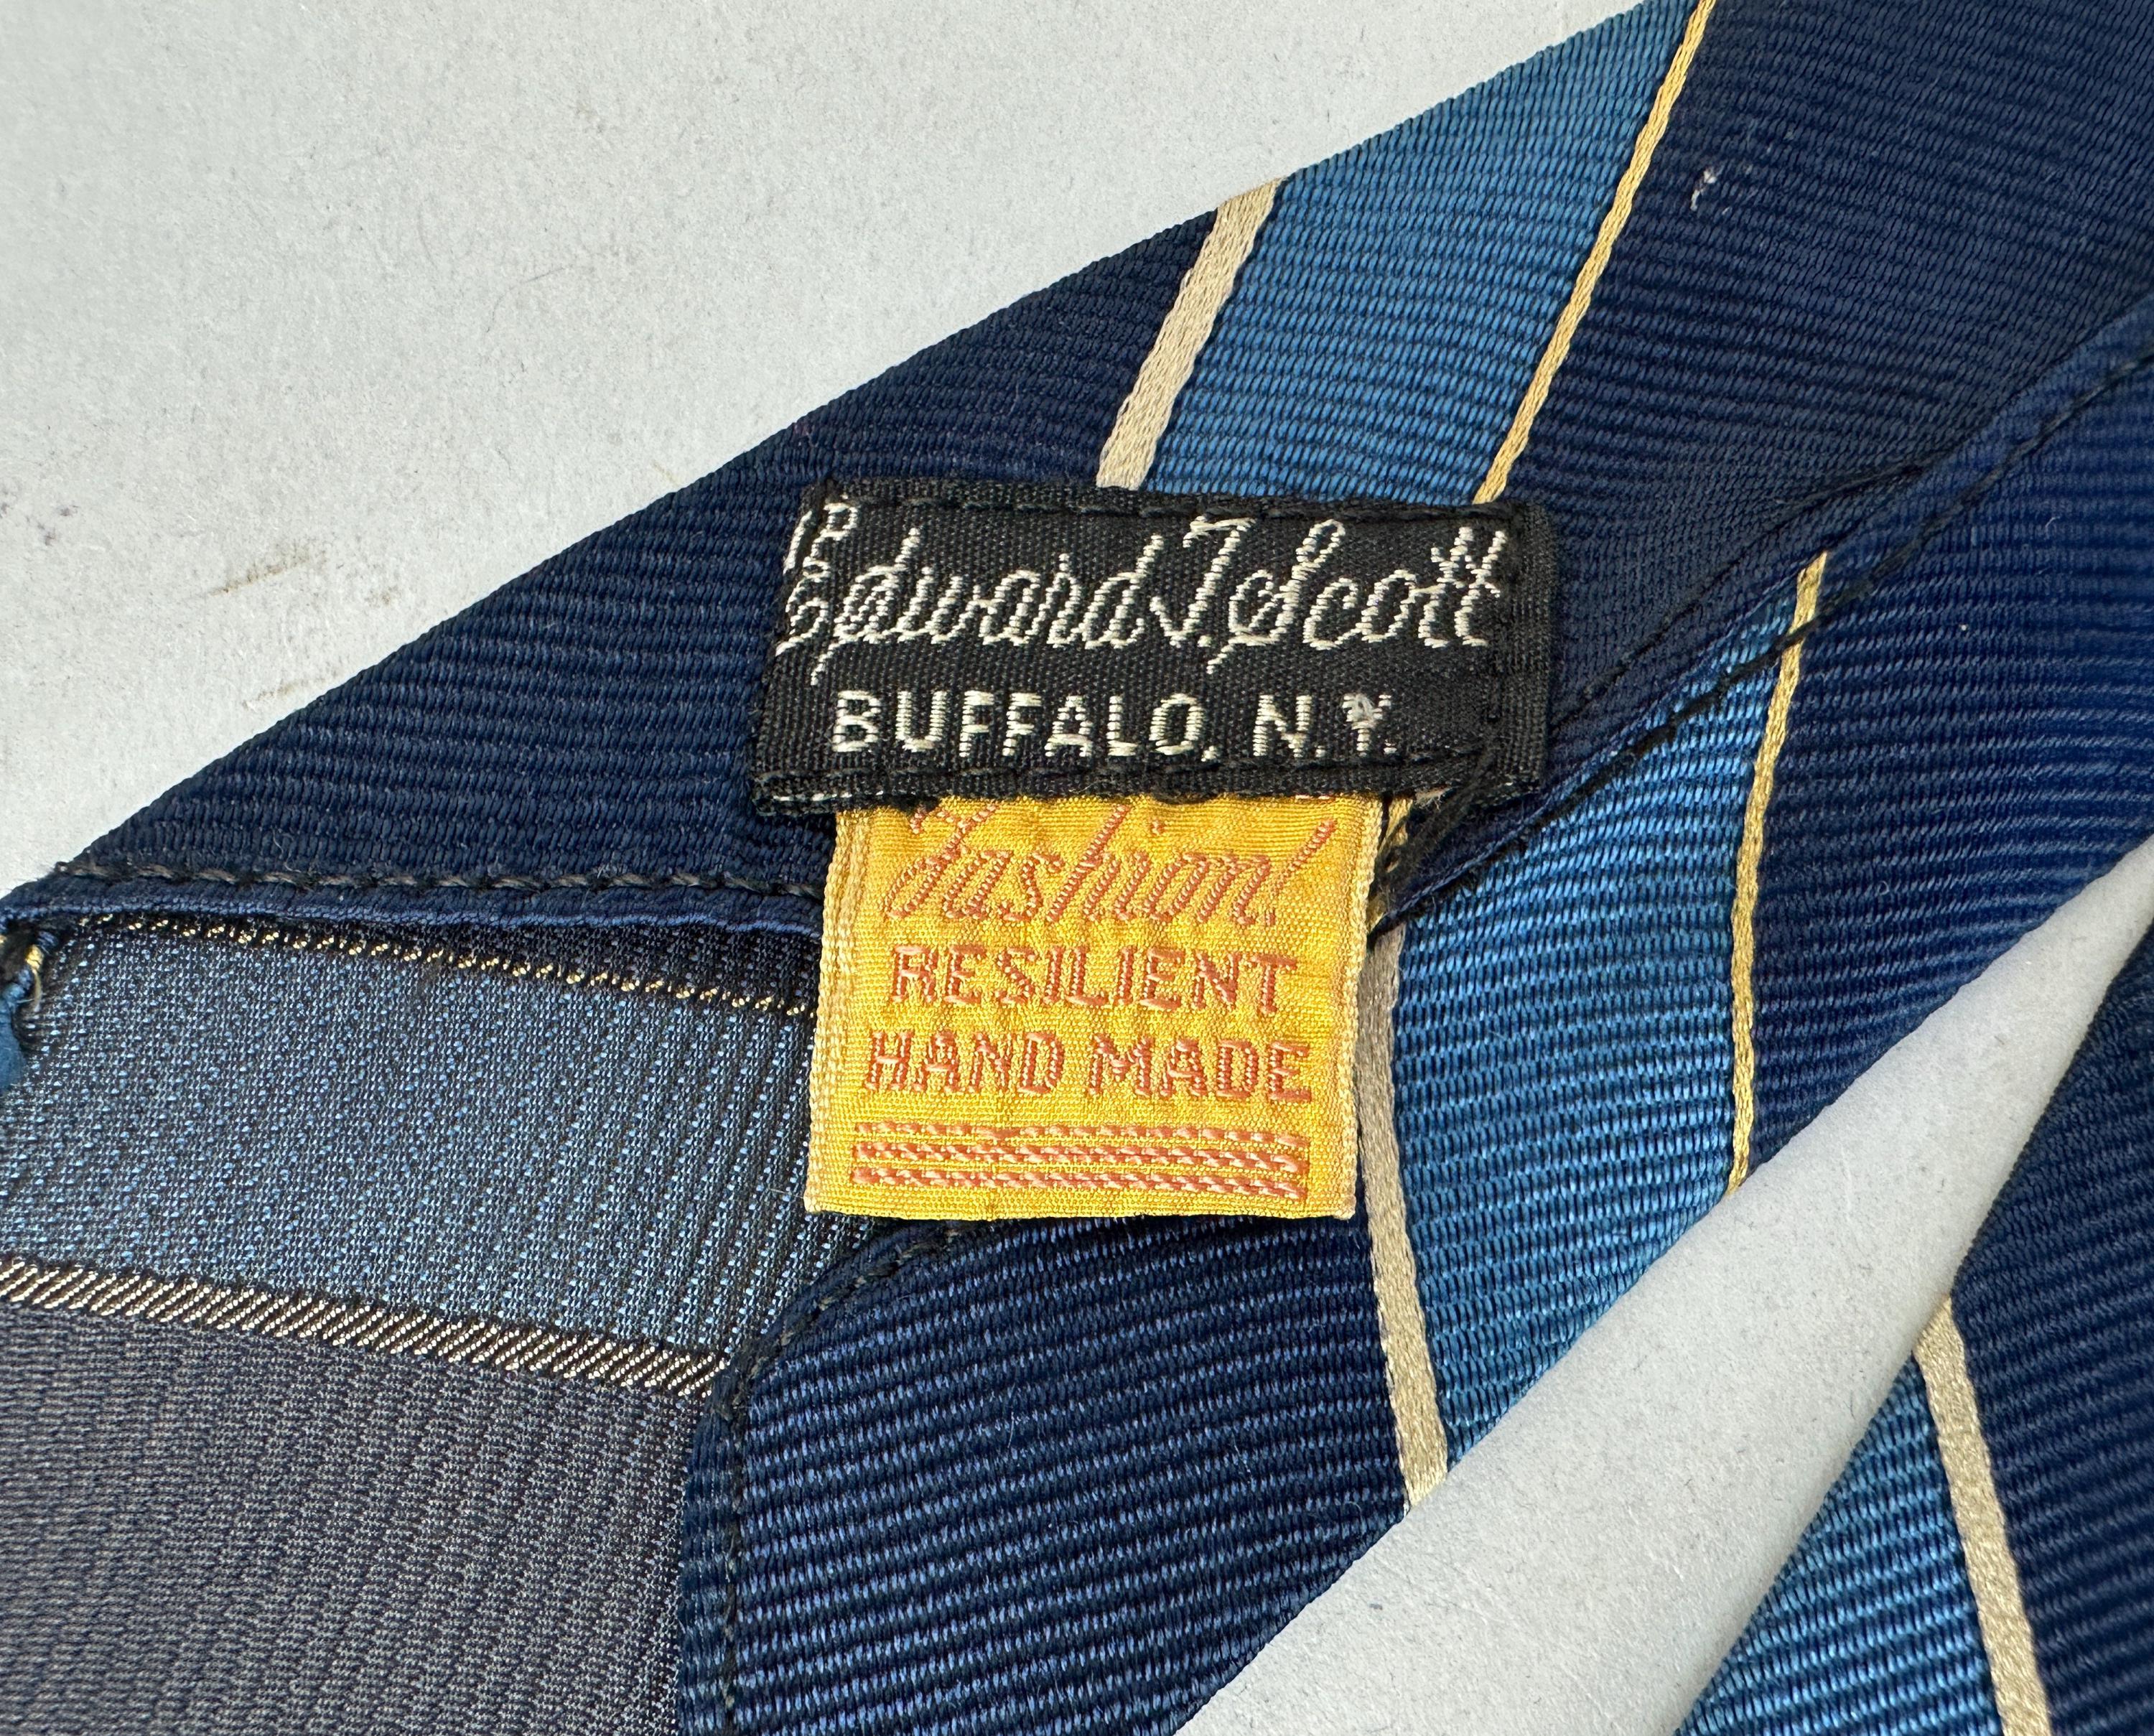 Edward J. Scott
BUFFALO, N.Y.
Fashion!
RESILIENT
HAND MADE